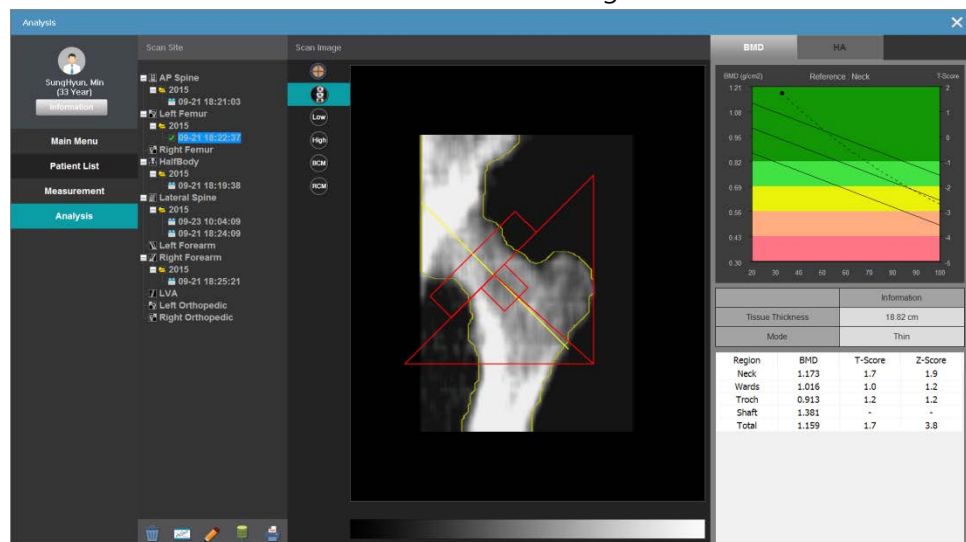 Analysis
SungHyun, Min
(33 Year)
Information
Main Menu
Patient List
Measurement
Analysis
Scan Site
AP Spine
2015
09-21 18:21:03
Left Femur
2015
09-21 18:22:37
Right Femur
HalfBody
2015
09-21 18:19:38
Lateral Spine
2015
09-23 10:04:09
09-21 18:24:09
Left Forearm
Right Forearm
2015
09-21 18:25:21
LVA
Left Orthopedic
Right Orthopedic
Scan Image
Low
High
BCM
RCM
BMD HA
BMD (g/cm2) Reference : Neck T-Score
1.21 2
1.08 1
0.95 0
0.82 -1
0.69 -2
0.56 -3
0.43 -4
0.30 -5
20 30 40 50 60 70 80 90 100
Information
Tissue Thickness 18.82 cm
Mode Thin
Region BMD T-Score Z-Score
Neck 1.173 1.7 1.9
Wards 1.016 1.0 1.2
Troch 0.913 1.2 1.2
Shaft 1.381 - -
Total 1.159 1.7 3.8